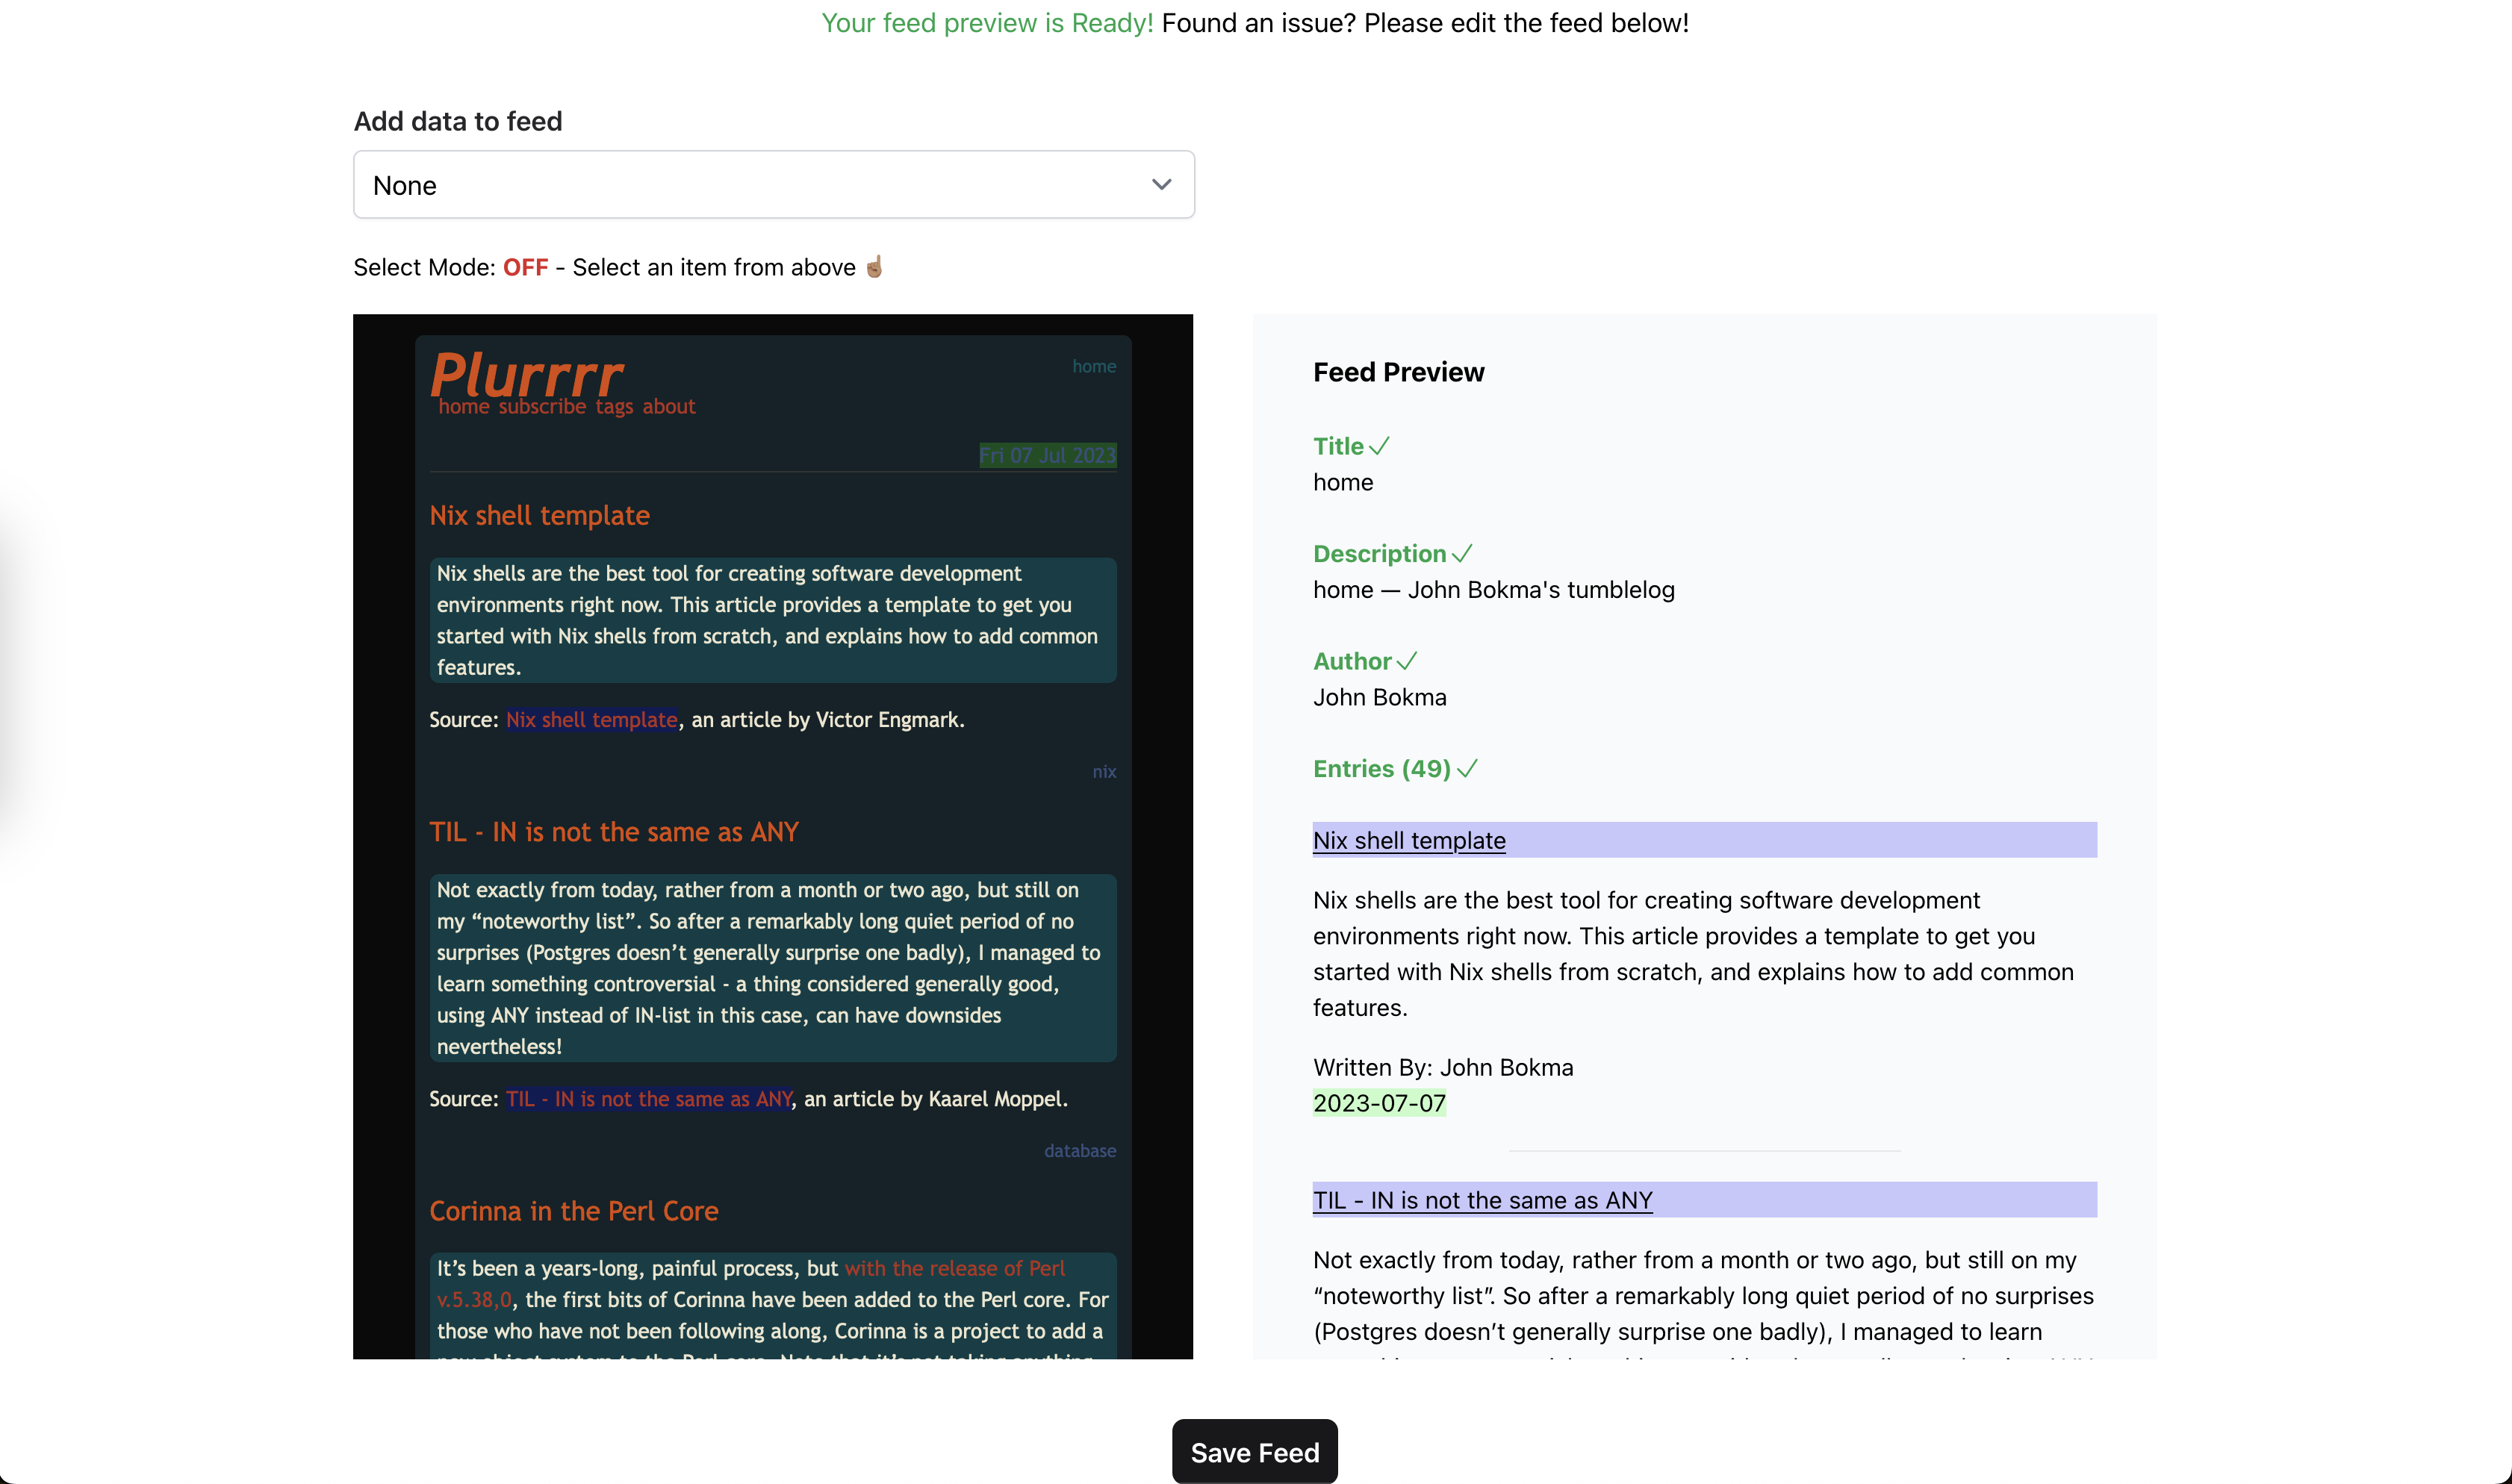 Your feed preview is Ready! Found an issue? Please edit the feed below!
Add data to feed
None
Select Mode: OFF - Select an item from above ☝🏽
Plurrrr
home
home subscribe tags about
Fri 07 Jul 2023
Nix shell template
Nix shells are the best tool for creating software development
environments right now. This article provides a template to get you
started with Nix shells from scratch, and explains how to add common
features.
Source: Nix shell template, an article by Victor Engmark.
nix
TIL - IN is not the same as ANY
Not exactly from today, rather from a month or two ago, but still on
my “noteworthy list”. So after a remarkably long quiet period of no
surprises (Postgres doesn’t generally surprise one badly), I managed to
learn something controversial - a thing considered generally good,
using ANY instead of IN-list in this case, can have downsides
nevertheless!
Source: TIL - IN is not the same as ANY, an article by Kaarel Moppel.
database
Corinna in the Perl Core
It’s been a years-long, painful process, but with the release of Perl
v.5.38,0, the first bits of Corinna have been added to the Perl core. For
those who have not been following along, Corinna is a project to add a
new object system to the Perl core. Note that it’s not taking anything
Feed Preview
Title ✓
home
Description ✓
home — John Bokma's tumblelog
Author ✓
John Bokma
Entries (49) ✓
Nix shell template
Nix shells are the best tool for creating software development
environments right now. This article provides a template to get you
started with Nix shells from scratch, and explains how to add common
features.
Written By: John Bokma
2023-07-07
TIL - IN is not the same as ANY
Not exactly from today, rather from a month or two ago, but still on my
“noteworthy list”. So after a remarkably long quiet period of no surprises
(Postgres doesn’t generally surprise one badly), I managed to learn
Save Feed